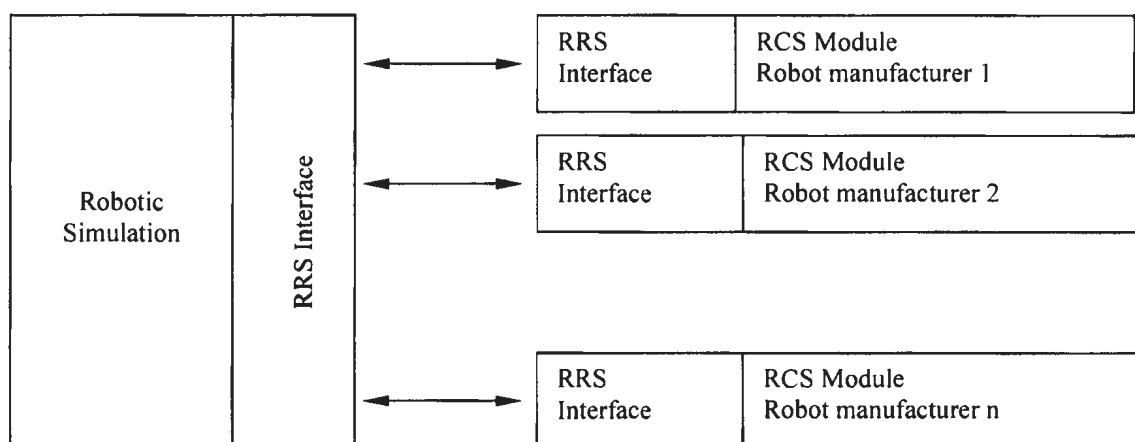 Robotic
Simulation
RRS Interface
RRS
Interface
RCS Module
Robot manufacturer 1
RRS
Interface
RCS Module
Robot manufacturer 2
RRS
Interface
RCS Module
Robot manufacturer n